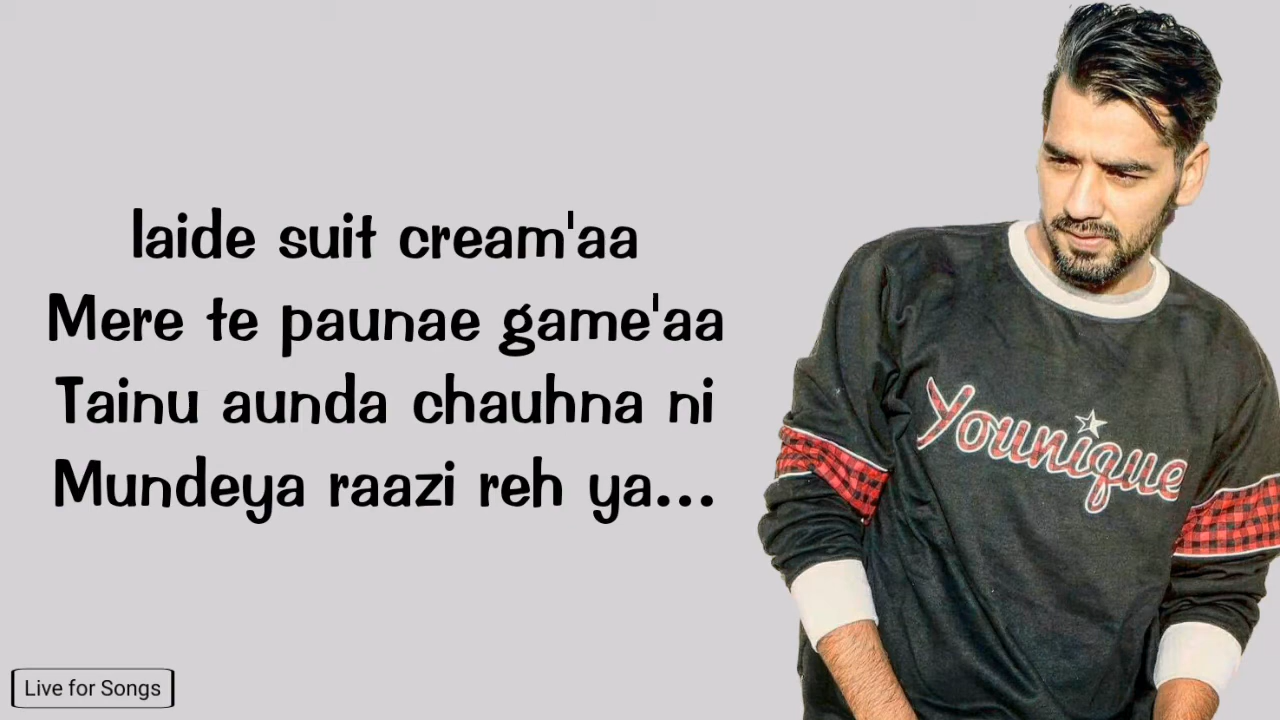 laide suit cream'aa
Mere te paunae game'aa
Tainu aunda chauhna ni
Mundeya raazi reh ya...
Younique
Live for Songs